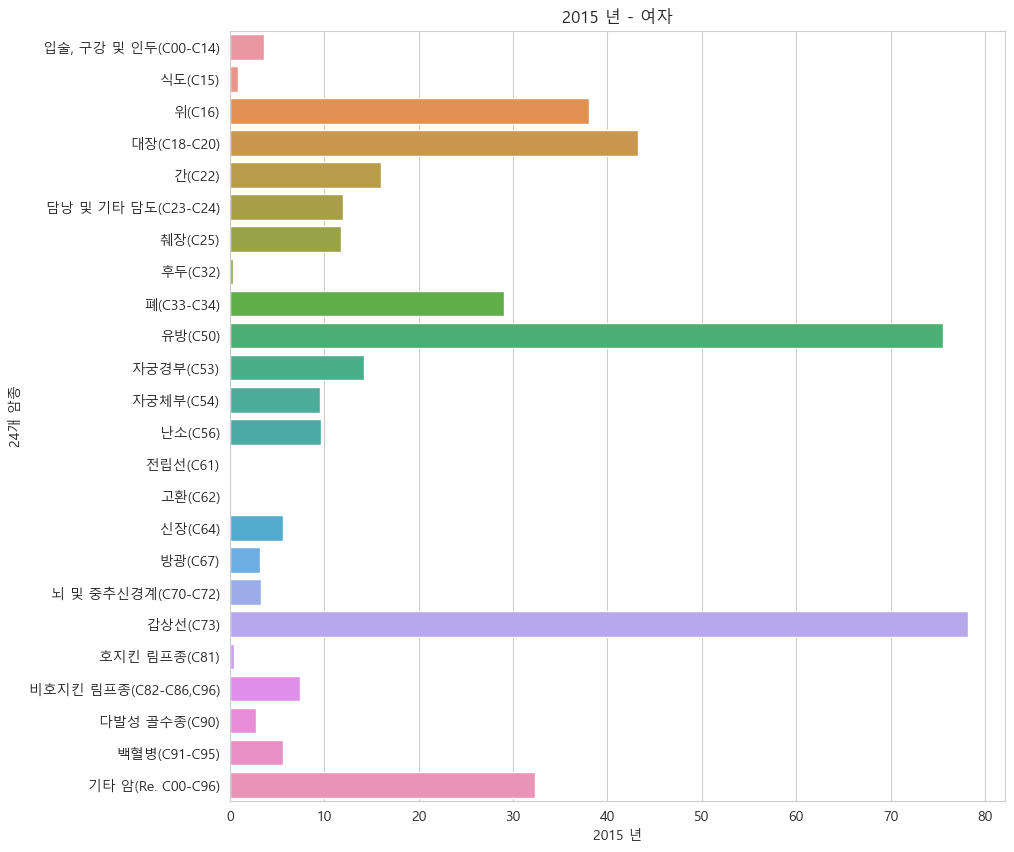 2015 년 - 여자
24개 암종
입술, 구강 및 인두(C00-C14)
식도(C15)
위(C16)
대장(C18-C20)
간(C22)
담낭 및 기타 담도(C23-C24)
췌장(C25)
후두(C32)
폐(C33-C34)
유방(C50)
자궁경부(C53)
자궁체부(C54)
난소(C56)
전립선(C61)
고환(C62)
신장(C64)
방광(C67)
뇌 및 중추신경계(C70-C72)
갑상선(C73)
호지킨 림프종(C81)
비호지킨 림프종(C82-C86,C96)
다발성 골수종(C90)
백혈병(C91-C95)
기타 암(Re. C00-C96)
0 10 20 30 40 50 60 70 80
2015 년